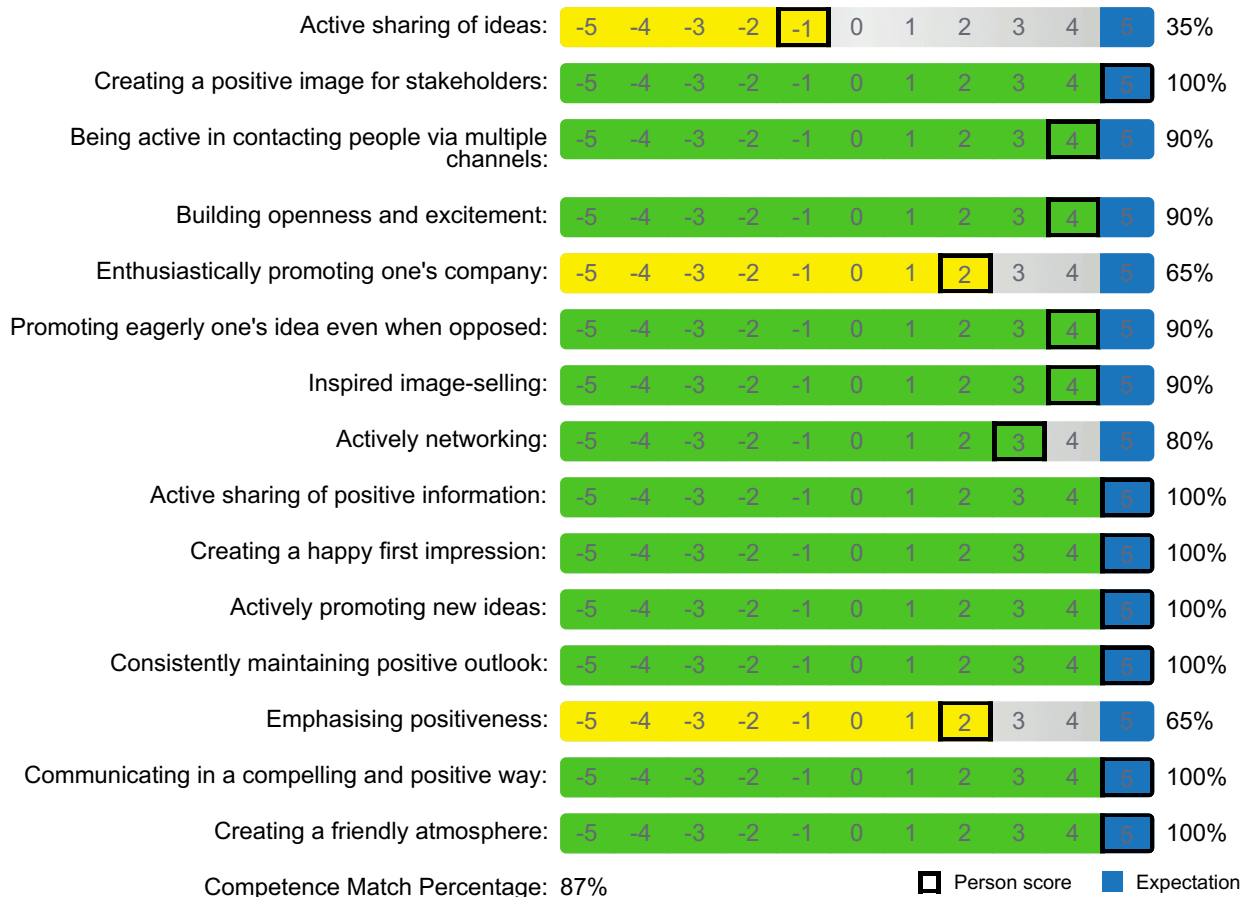 Active sharing of ideas: -5 -4 -3 -2 -1 0 1 2 3 4 5 35%
Creating a positive image for stakeholders: -5 -4 -3 -2 -1 0 1 2 3 4 5 100%
Being active in contacting people via multiple
channels: -5 -4 -3 -2 -1 0 1 2 3 4 5 90%
Building openness and excitement: -5 -4 -3 -2 -1 0 1 2 3 4 5 90%
Enthusiastically promoting one's company: -5 -4 -3 -2 -1 0 1 2 3 4 5 65%
Promoting eagerly one's idea even when opposed: -5 -4 -3 -2 -1 0 1 2 3 4 5 90%
Inspired image-selling: -5 -4 -3 -2 -1 0 1 2 3 4 5 90%
Actively networking: -5 -4 -3 -2 -1 0 1 2 3 4 5 80%
Active sharing of positive information: -5 -4 -3 -2 -1 0 1 2 3 4 5 100%
Creating a happy first impression: -5 -4 -3 -2 -1 0 1 2 3 4 5 100%
Actively promoting new ideas: -5 -4 -3 -2 -1 0 1 2 3 4 5 100%
Consistently maintaining positive outlook: -5 -4 -3 -2 -1 0 1 2 3 4 5 100%
Emphasising positiveness: -5 -4 -3 -2 -1 0 1 2 3 4 5 65%
Communicating in a compelling and positive way: -5 -4 -3 -2 -1 0 1 2 3 4 5 100%
Creating a friendly atmosphere: -5 -4 -3 -2 -1 0 1 2 3 4 5 100%
Competence Match Percentage: 87% Person score Expectation